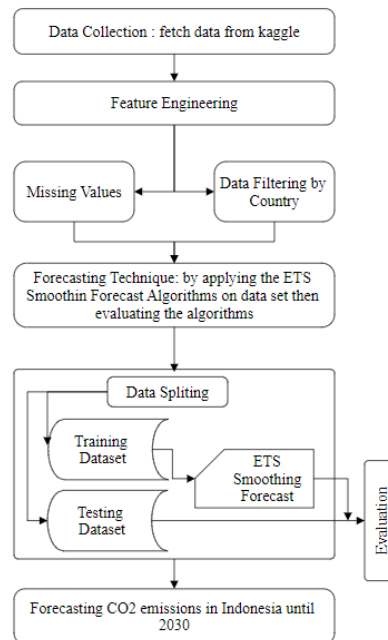 Data Collection : fetch data from kaggle
Feature Engineering
Missing Values
Data Filtering by
Country
Forecasting Technique: by applying the ETS
Smoothin Forecast Algorithms on data set then
evaluating the algorithms
Data Spliting
Training
Dataset
ETS
Smoothing
Forecast
Testing
Dataset
Evaluation
Forecasting CO2 emissions in Indonesia until
2030